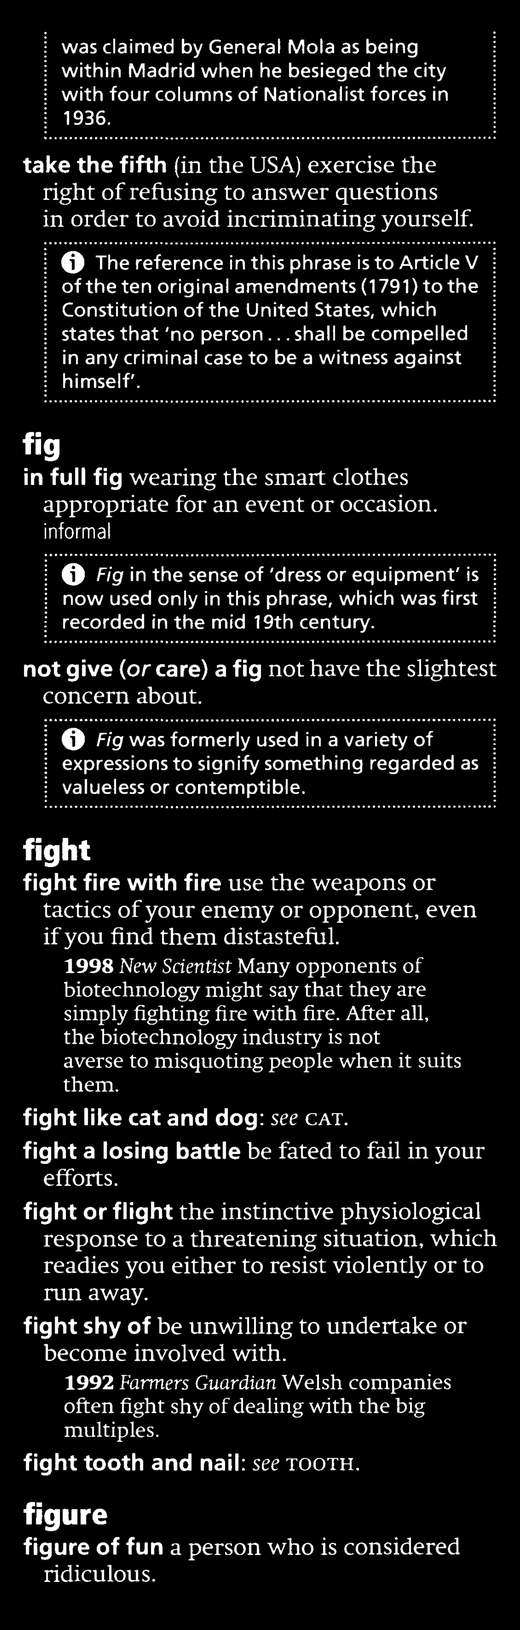 was claimed by General Mola as being
within Madrid when he besieged the city
with four columns of Nationalist forces in
1936.
take the fifth (in the USA) exercise the
right of refusing to answer questions
in order to avoid incriminating yourself.
i The reference in this phrase is to Article V
of the ten original amendments (1791) to the
Constitution of the United States, which
states that ‘no person...shall be compelled
in any criminal case to be a witness against
himself’.
fig
in full fig wearing the smart clothes
appropriate for an event or occasion.
informal
i Fig in the sense of ‘dress or equipment’ is
now used only in this phrase, which was first
recorded in the mid 19th century.
not give (or care) a fig not have the slightest
concern about.
i Fig was formerly used in a variety of
expressions to signify something regarded as
valueless or contemptible.
fight
fight fire with fire use the weapons or
tactics of your enemy or opponent, even
if you find them distasteful.
1998 New Scientist Many opponents of
biotechnology might say that they are
simply fighting fire with fire. After all,
the biotechnology industry is not
averse to misquoting people when it suits
them.
fight like cat and dog: see CAT.
fight a losing battle be fated to fail in your
efforts.
fight or flight the instinctive physiological
response to a threatening situation, which
readies you either to resist violently or to
run away.
fight shy of be unwilling to undertake or
become involved with.
1992 Farmers Guardian Welsh companies
often fight shy of dealing with the big
multiples.
fight tooth and nail: see TOOTH.
figure
figure of fun a person who is considered
ridiculous.